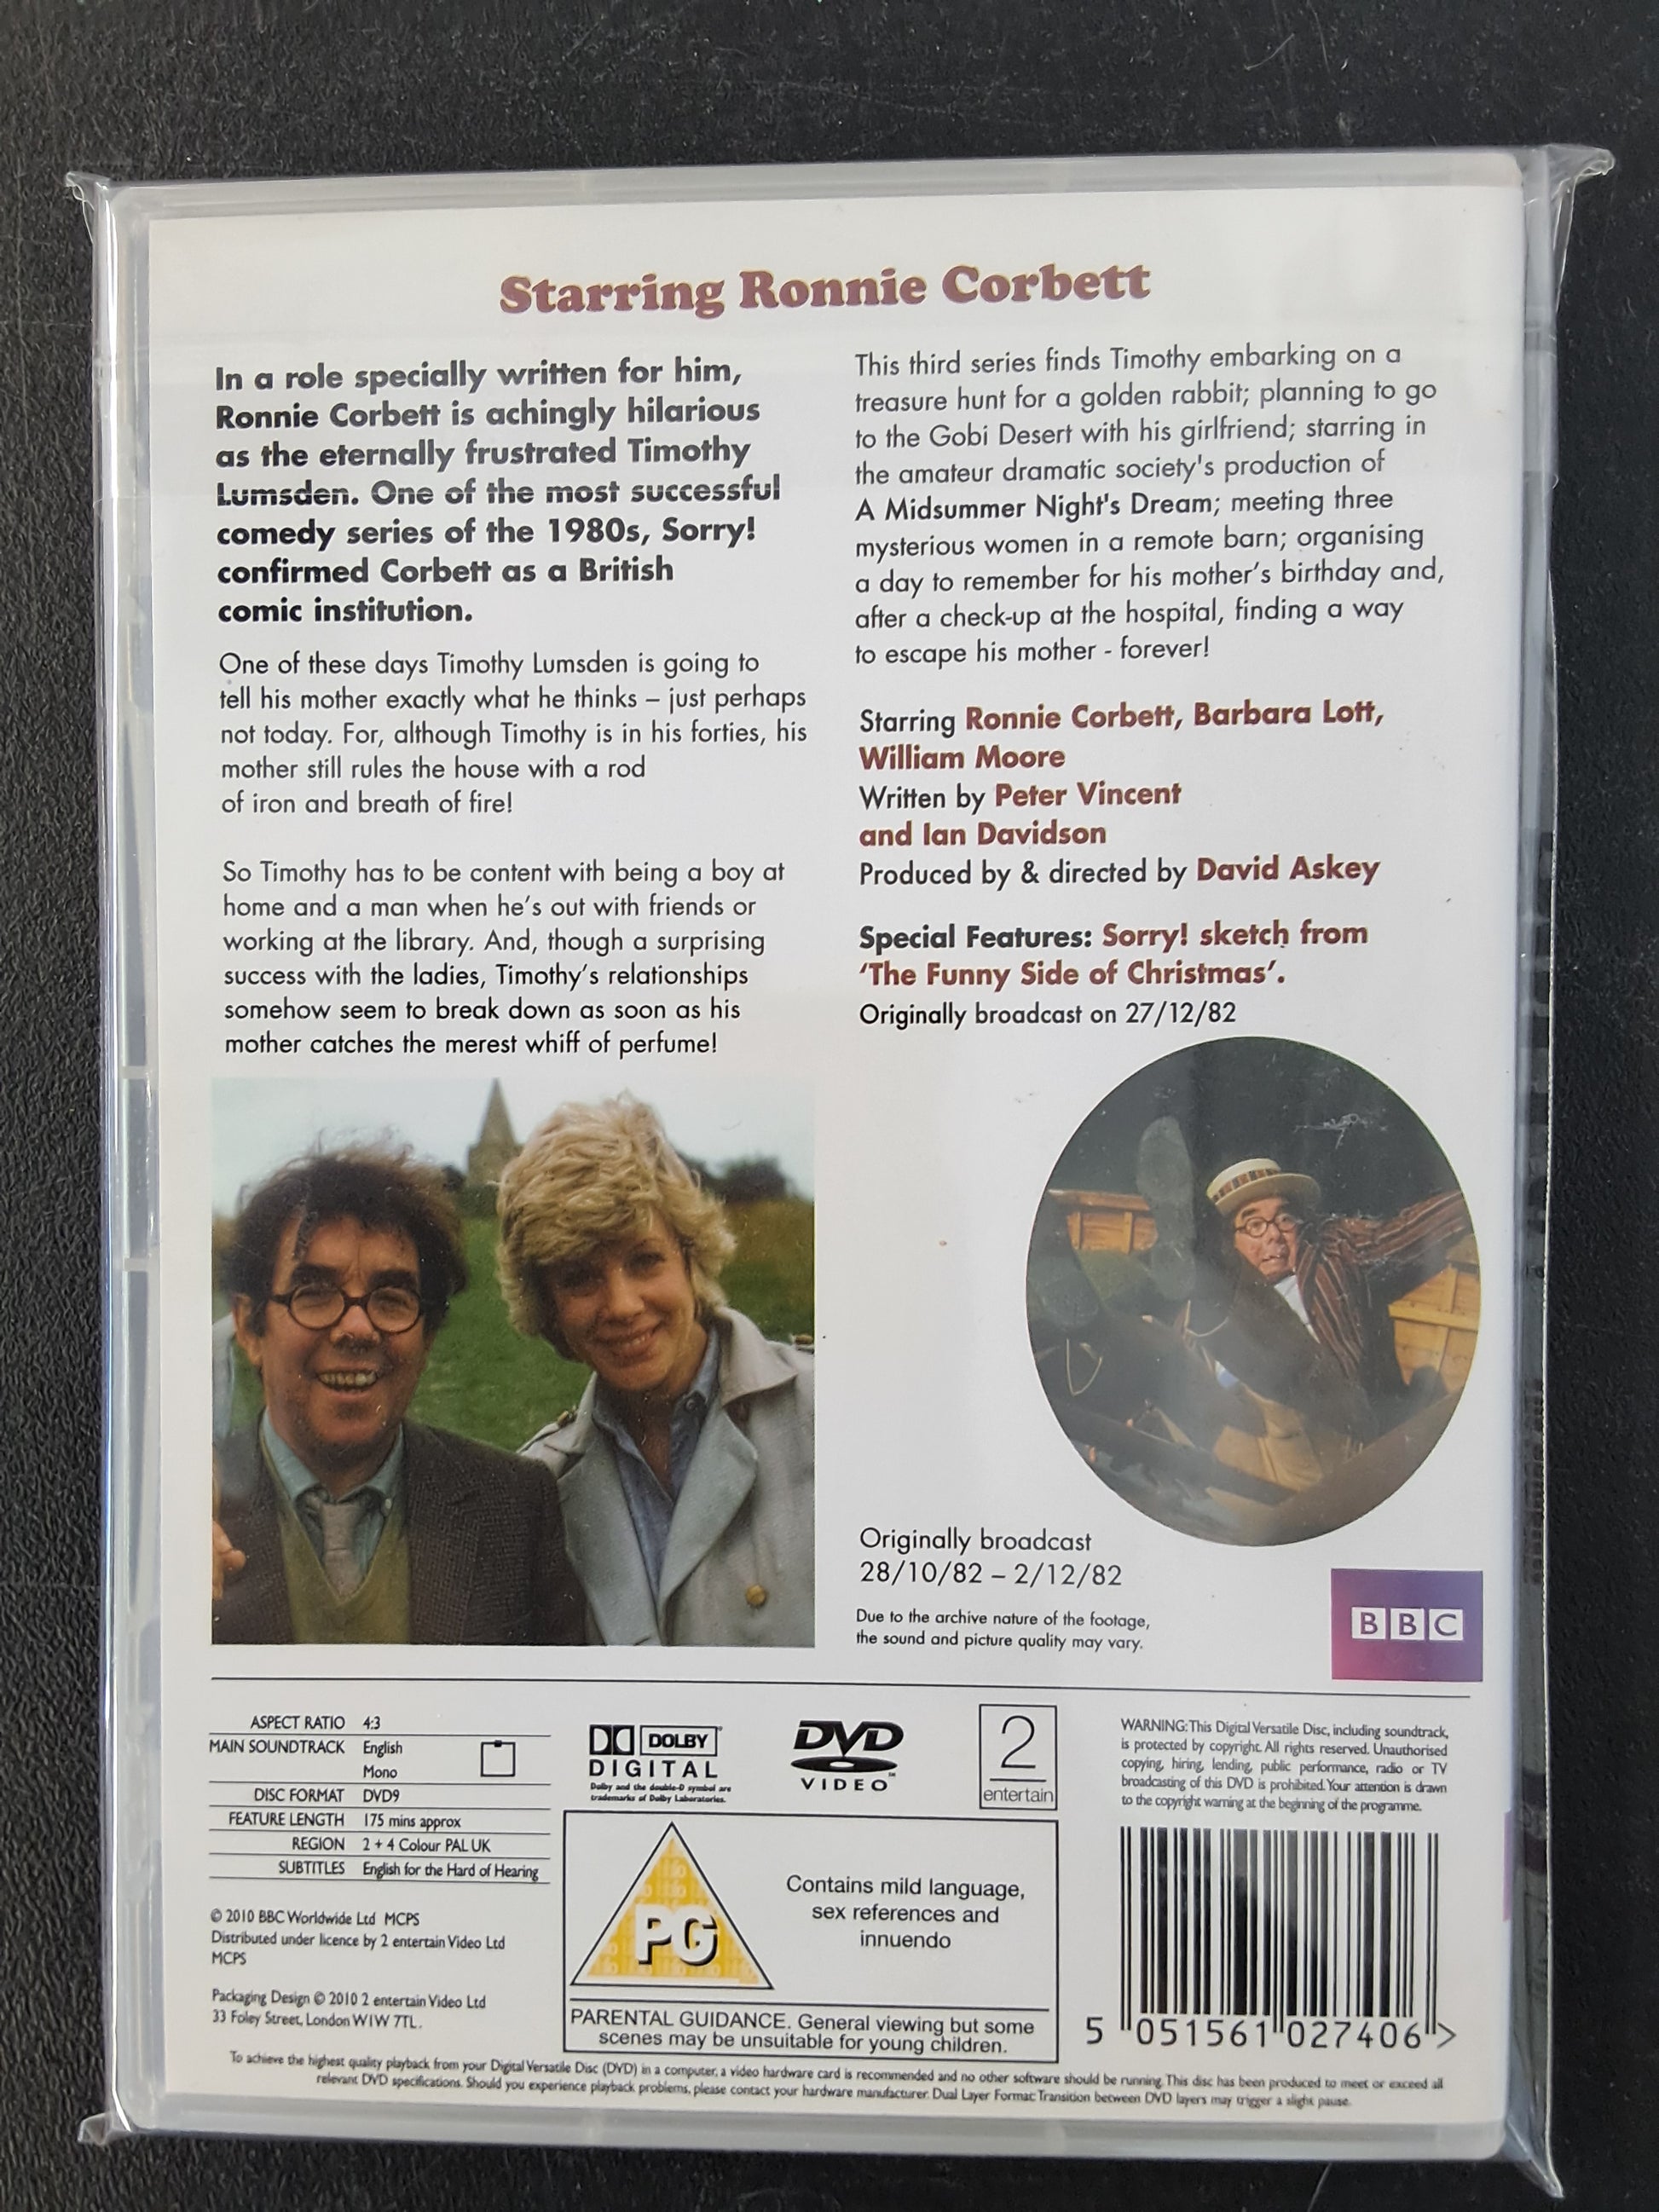 Starring Ronnie Corbett
In a role specially written for him,
Ronnie Corbett is achingly hilarious
as the eternally frustrated Timothy
Lumsden. One of the most successful
comedy series of the 1980s, Sorry!
confirmed Corbett as a British
comic institution.
One of these days Timothy Lumsden is going to
tell his mother exactly what he thinks – just perhaps
not today. For, although Timothy is in his forties, his
mother still rules the house with a rod
of iron and breath of fire!
So Timothy has to be content with being a boy at
home and a man when he's out with friends or
working at the library. And, though a surprising
success with the ladies, Timothy's relationships
somehow seem to break down as soon as his
mother catches the merest whiff of perfume!
This third series finds Timothy embarking on a
treasure hunt for a golden rabbit; planning to go
to the Gobi Desert with his girlfriend; starring in
the amateur dramatic society's production of
A Midsummer Night's Dream; meeting three
mysterious women in a remote barn; organising
a day to remember for his mother's birthday and,
after a check-up at the hospital, finding a way
to escape his mother - forever!
Starring Ronnie Corbett, Barbara Lott,
William Moore
Written by Peter Vincent
and Ian Davidson
Produced by & directed by David Askey
Special Features: Sorry! sketch from
'The Funny Side of Christmas'.
Originally broadcast on 27/12/82
Originally broadcast
28/10/82 – 2/12/82
Due to the archive nature of the footage,
the sound and picture quality may vary.
BBC
ASPECT RATIO 4:3
MAIN SOUNDTRACK English
Mono
DISC FORMAT DVD9
FEATURE LENGTH 175 mins approx
REGION 2 + 4 Colour PAL UK
SUBTITLES English for the Hard of Hearing
© 2010 BBC Worldwide Ltd MCPS
Distributed under licence by 2 entertain Video Ltd
MCPS
Packaging Design © 2010 2 entertain Video Ltd
33 Foley Street, London W1W 7TL.
DOLBY
DIGITAL
Dolby and the double-D symbol are
trademarks of Dolby Laboratories.
DVD
VIDEO™
2
entertain
WARNING: This Digital Versatile Disc, including soundtrack,
is protected by copyright. All rights reserved. Unauthorised
copying, hiring, lending, public performance, radio or TV
broadcasting of this DVD is prohibited. Your attention is drawn
to the copyright warning at the beginning of the programme.
PG
Contains mild language,
sex references and
innuendo
PARENTAL GUIDANCE. General viewing but some
scenes may be unsuitable for young children.
5 051561 027406 >
To achieve the highest quality playback from your Digital Versatile Disc (DVD) in a computer, a video hardware card is recommended and no other software should be running. This disc has been produced to meet or exceed all
relevant DVD specifications. Should you experience playback problems, please contact your hardware manufacturer. Dual Layer Format: Transition between DVD layers may trigger a slight pause.